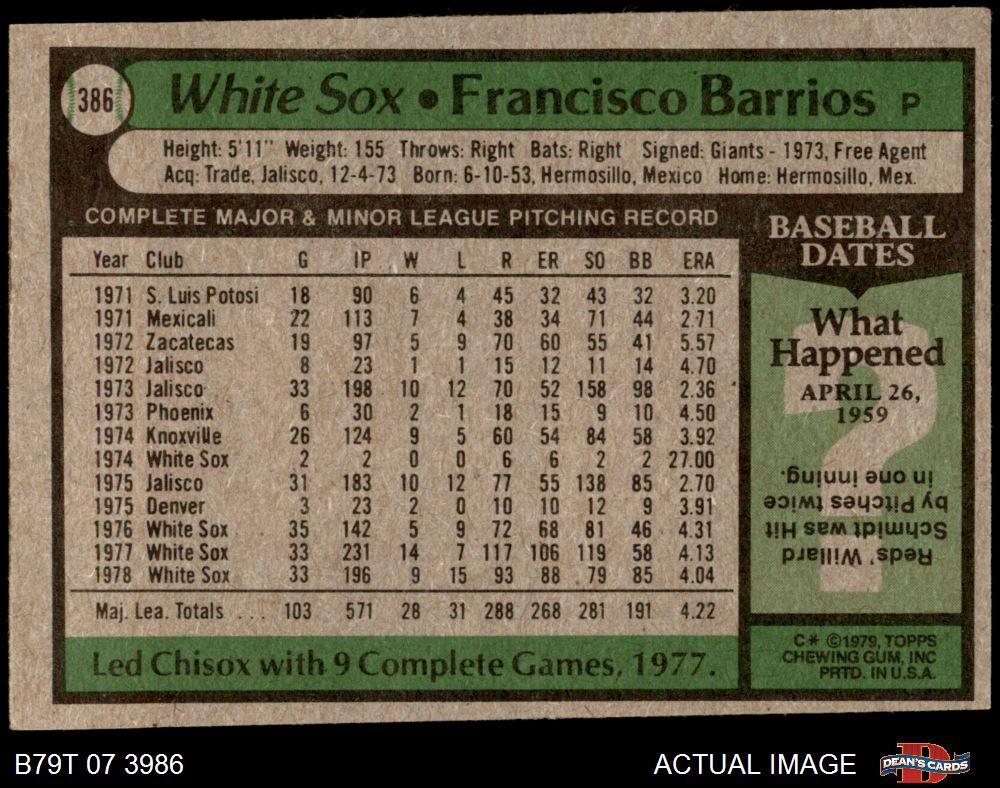 386
White Sox • Francisco Barrios P
Height: 5'11" Weight: 155 Throws: Right Bats: Right Signed: Giants - 1973, Free Agent
Acq: Trade, Jalisco, 12-4-73 Born: 6-10-53, Hermosillo, Mexico Home: Hermosillo, Mex.
COMPLETE MAJOR & MINOR LEAGUE PITCHING RECORD
Year Club G IP W L R ER SO BB ERA
1971 S. Luis Potosi 18 90 6 4 45 32 43 32 3.20
1971 Mexicali 22 113 7 4 38 34 71 44 2.71
1972 Zacatecas 19 97 5 9 70 60 55 41 5.57
1972 Jalisco 8 23 1 1 15 12 11 14 4.70
1973 Jalisco 33 198 10 12 70 52 158 98 2.36
1973 Phoenix 6 30 2 1 18 15 9 10 4.50
1974 Knoxville 26 124 9 5 60 54 84 58 3.92
1974 White Sox 2 2 0 0 6 6 2 2 27.00
1975 Jalisco 31 183 10 12 77 55 138 85 2.70
1975 Denver 3 23 2 0 10 10 12 9 3.91
1976 White Sox 35 142 5 9 72 68 81 46 4.31
1977 White Sox 33 231 14 7 117 106 119 58 4.13
1978 White Sox 33 196 9 15 93 88 79 85 4.04
Maj. Lea. Totals ... 103 571 28 31 288 268 281 191 4.22
Led Chisox with 9 Complete Games, 1977.
BASEBALL
DATES
What
Happened
APRIL 26,
1959
?
Reds' Willard
Schmidt was Hit
by Pitches twice
in one inning.
C* ©1979, TOPPS
CHEWING GUM, INC
PRTD. IN U.S.A.
B79T 07 3986
ACTUAL IMAGE
DEAN'S CARDS